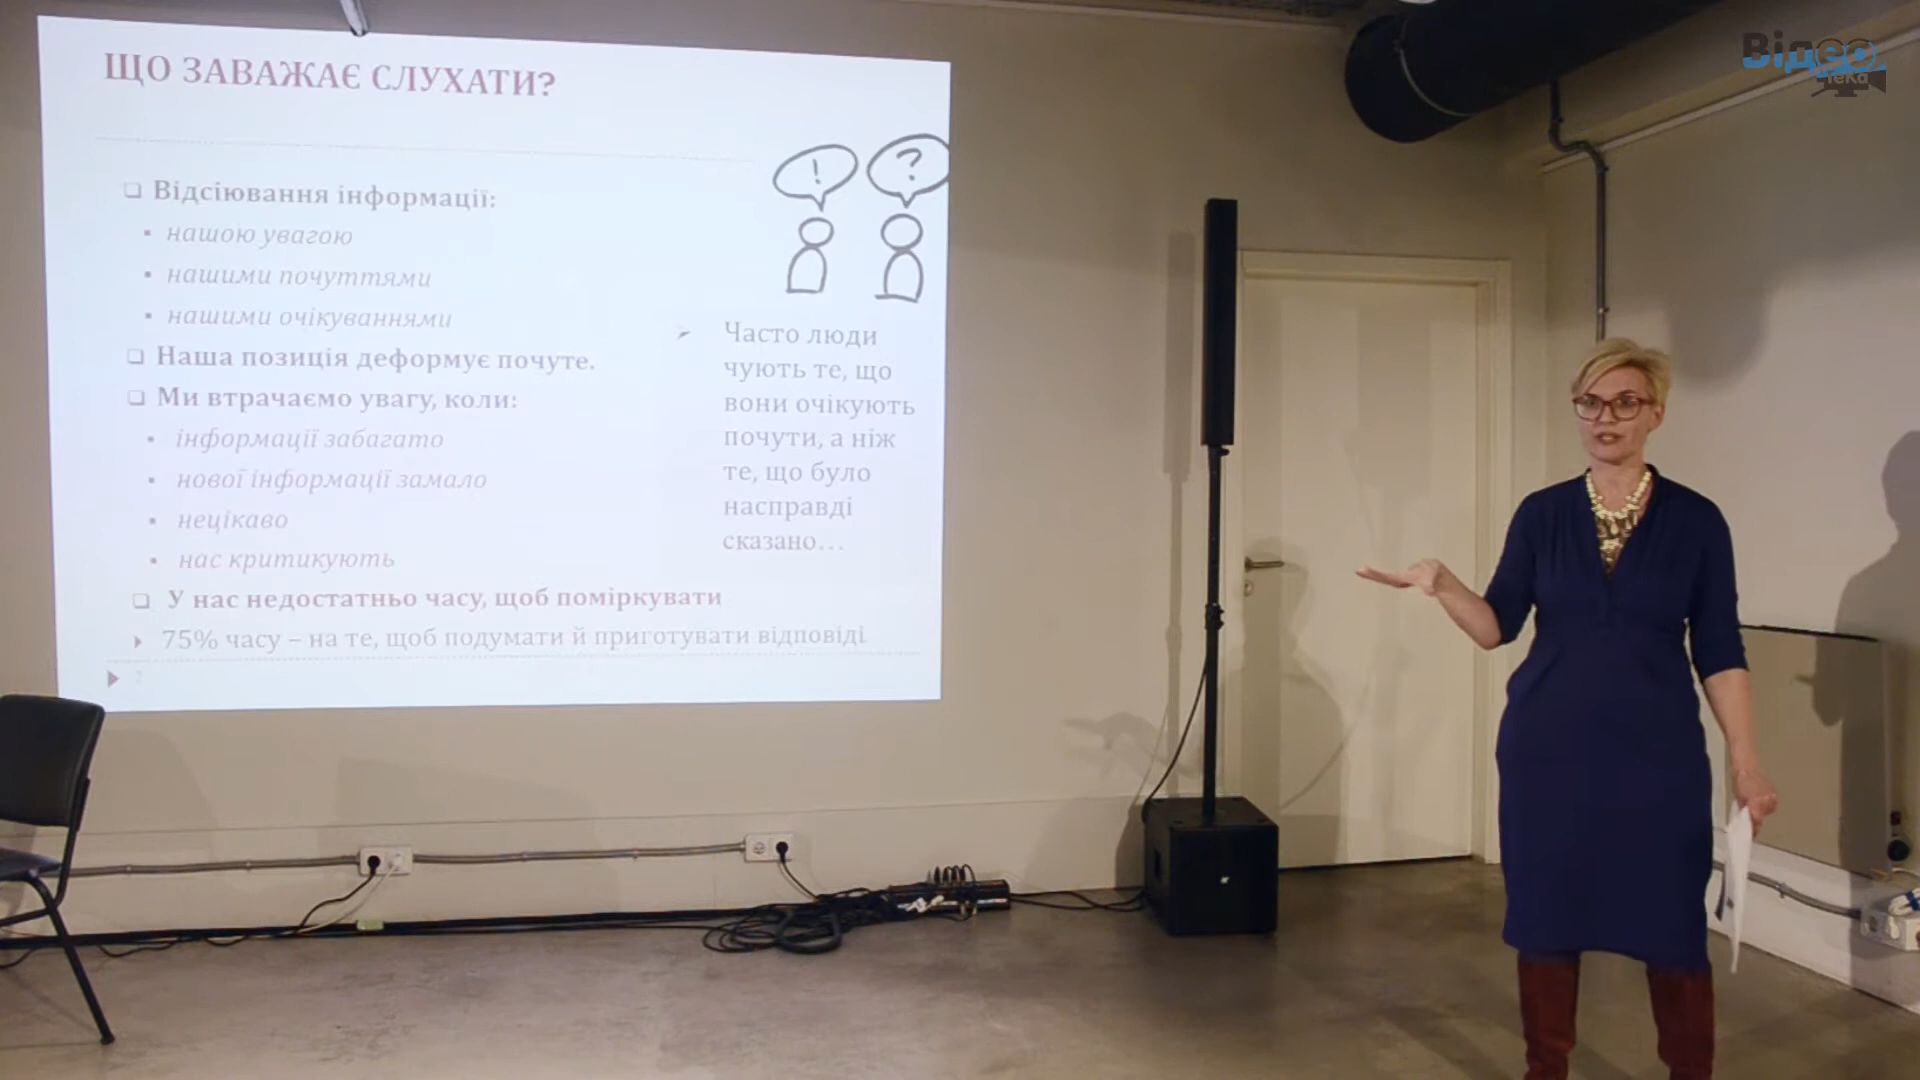 ЩО ЗАВАЖАЄ СЛУХАТИ?
! ?
❑ Відсіювання інформації:
▪ нашою увагою
▪ нашими почуттями
▪ нашими очікуваннями
❑ Наша позиція деформує почуте.
❑ Ми втрачаємо увагу, коли:
▪ інформації забагато
▪ нової інформації замало
▪ нецікаво
▪ нас критикують
❑ У нас недостатньо часу, щоб поміркувати
75% часу – на те, щоб подумати й приготувати відповіді
Часто люди
чують те, що
вони очікують
почути, а ніж
те, що було
насправді
сказано…
Відео
тека